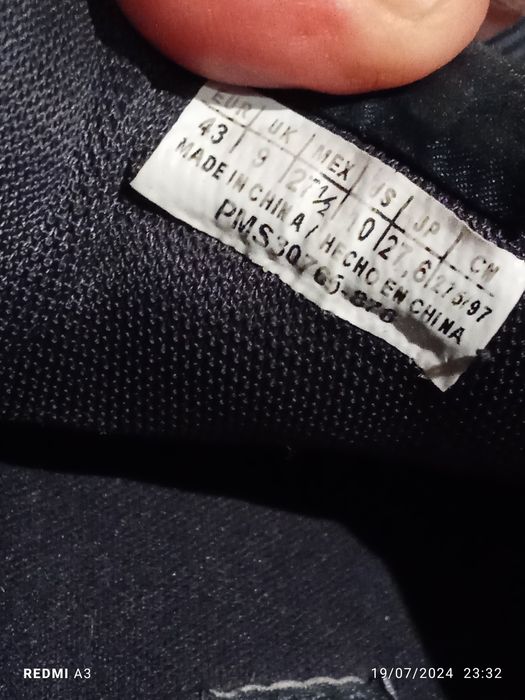 EUR UK MEX US JP CM
43 9 27½ 10 27,6 275/97
MADE IN CHINA / HECHO EN CHINA
REDMI A3
19/07/2024 23:32